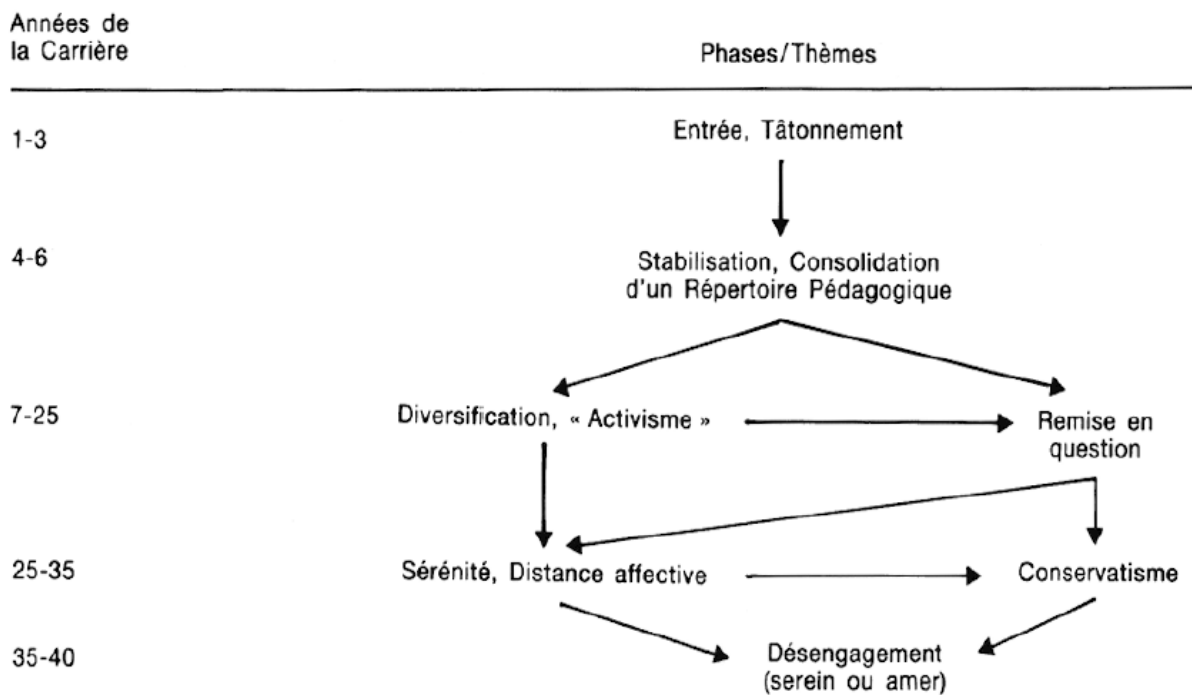 Années de
la Carrière
Phases/Thèmes
1-3
Entrée, Tâtonnement
4-6
Stabilisation, Consolidation
d'un Répertoire Pédagogique
7-25
Diversification, « Activisme »
Remise en
question
25-35
Sérénité, Distance affective
Conservatisme
35-40
Désengagement
(serein ou amer)